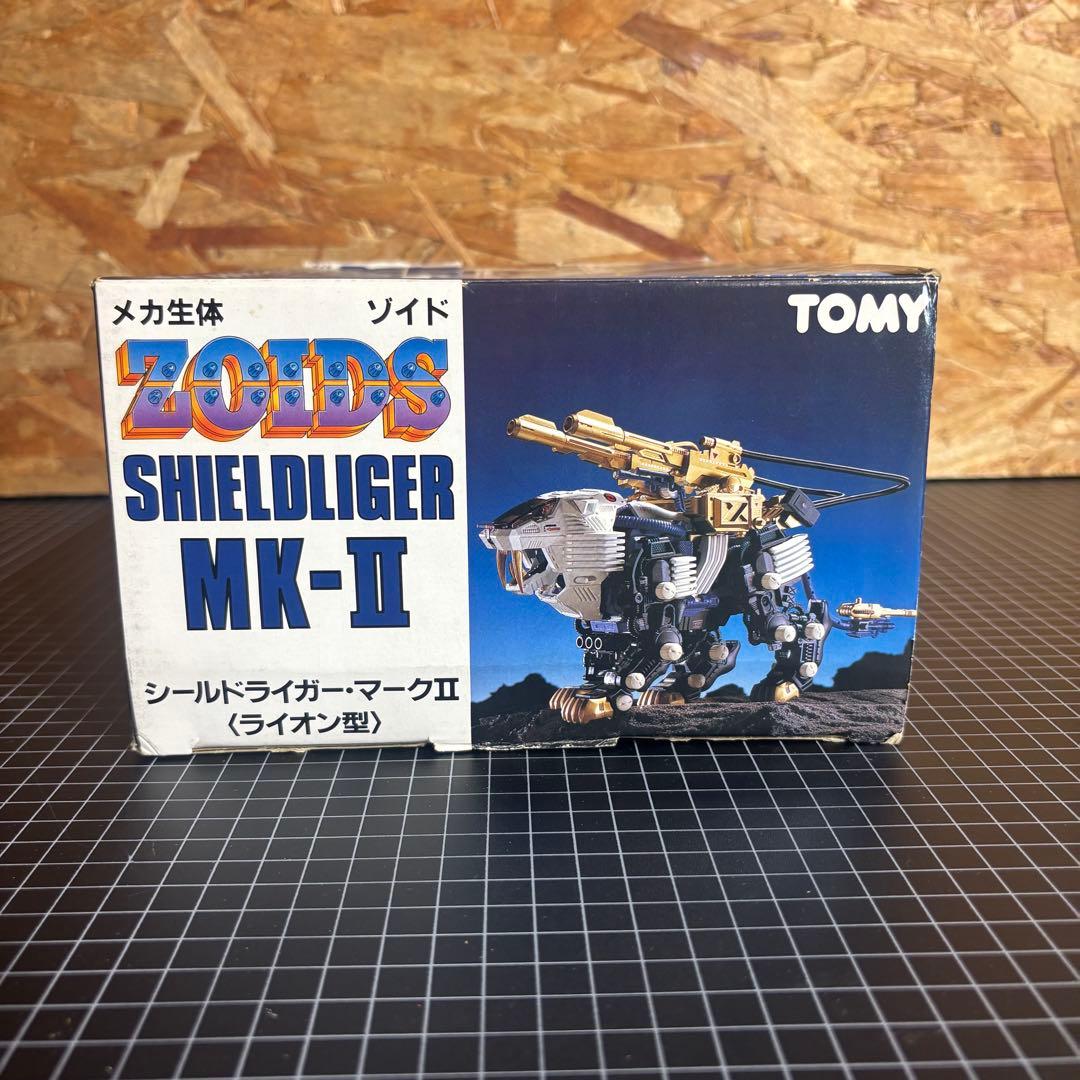 メカ生体 ゾイド
ZOIDS
SHIELDLIGER
MK-II
シールドライガー・マークII
〈ライオン型〉
TOMY